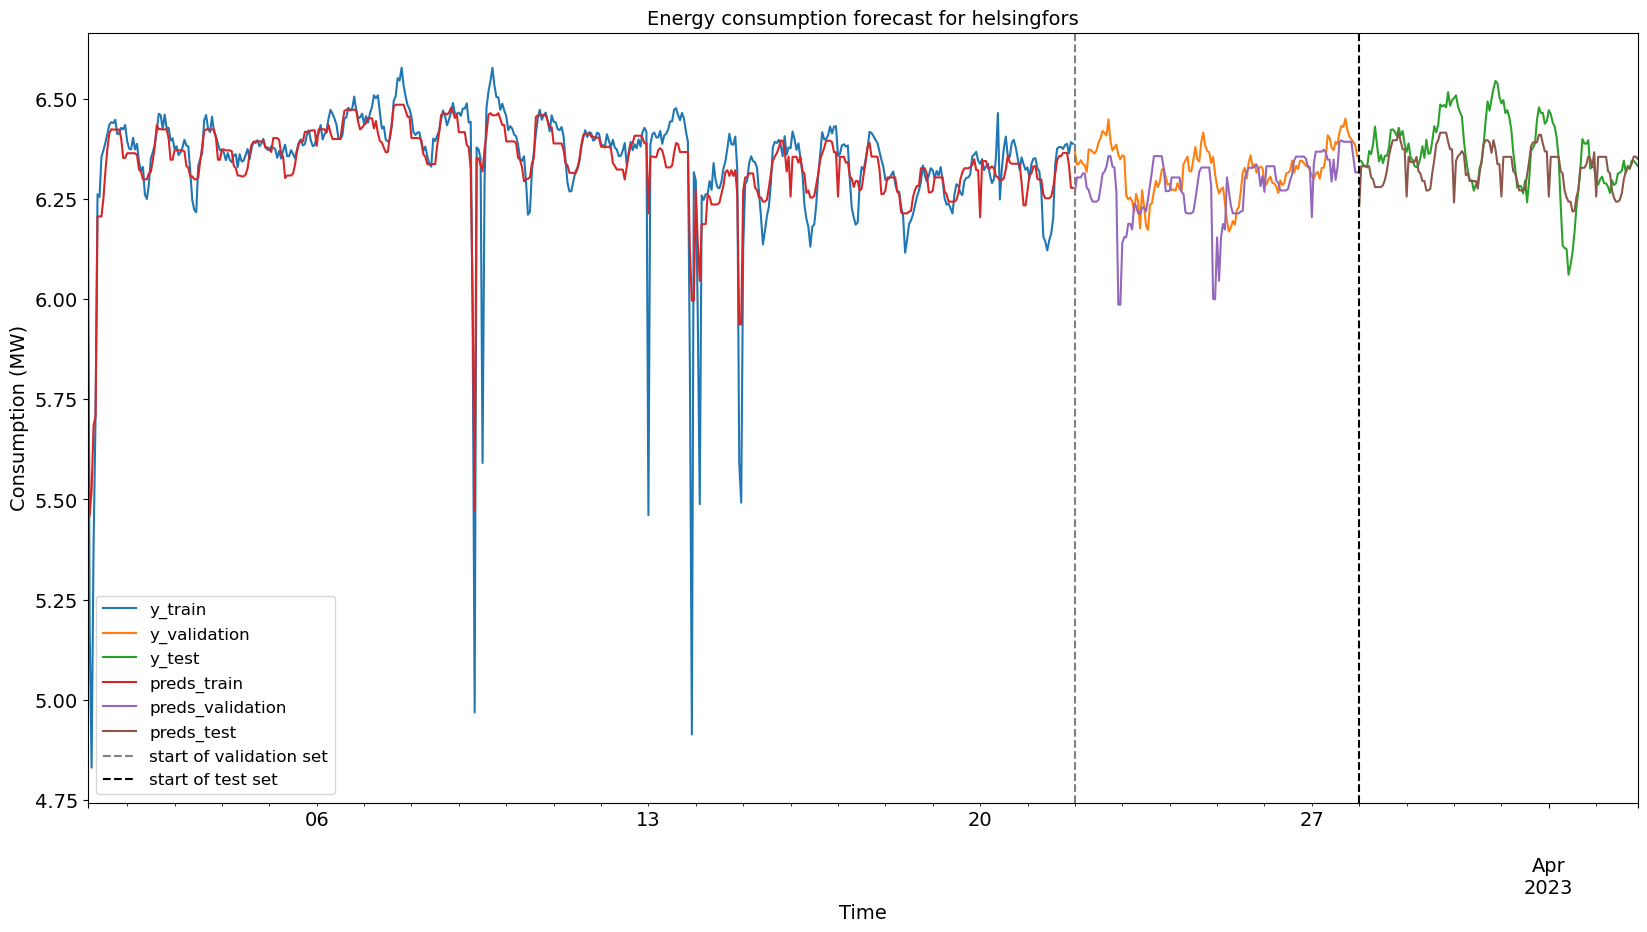 Energy consumption forecast for helsingfors
Consumption (MW)
6.50
6.25
6.00
5.75
5.50
5.25
5.00
4.75
y_train
y_validation
y_test
preds_train
preds_validation
preds_test
start of validation set
start of test set
06
13
20
27
Apr
2023
Time